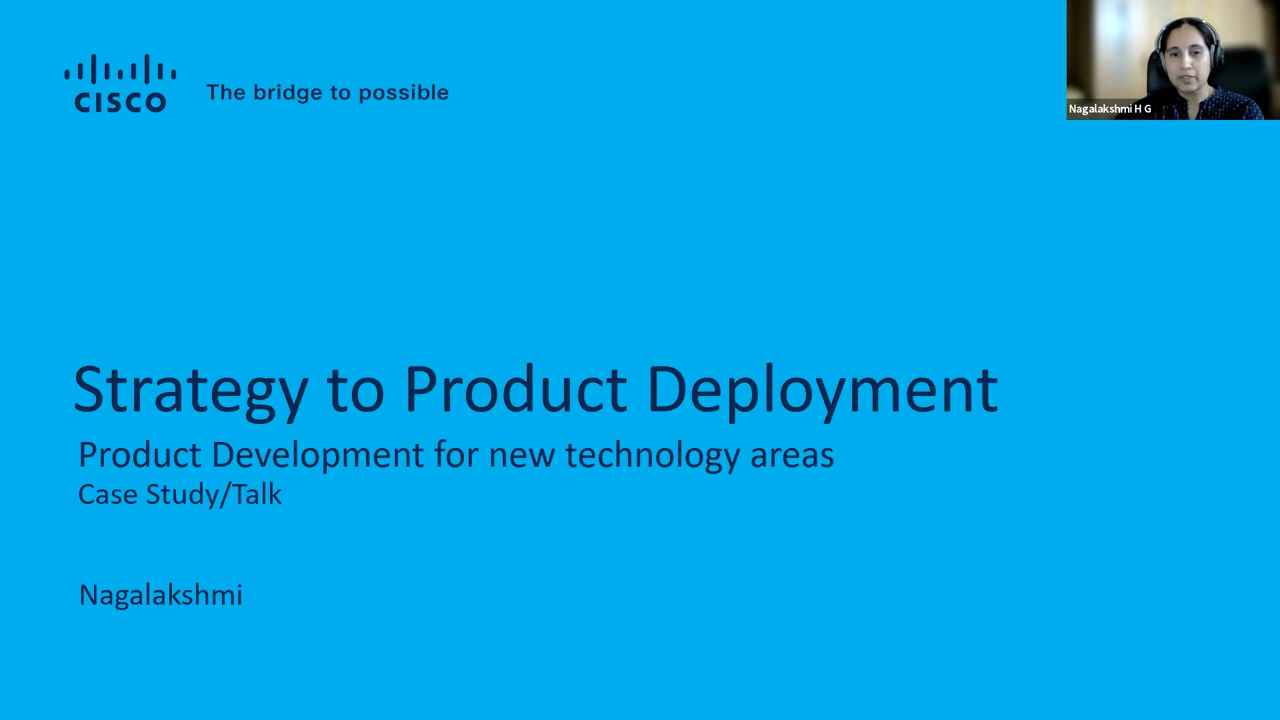 CISCO
The bridge to possible
Nagalakshmi H G
Strategy to Product Deployment
Product Development for new technology areas
Case Study/Talk
Nagalakshmi